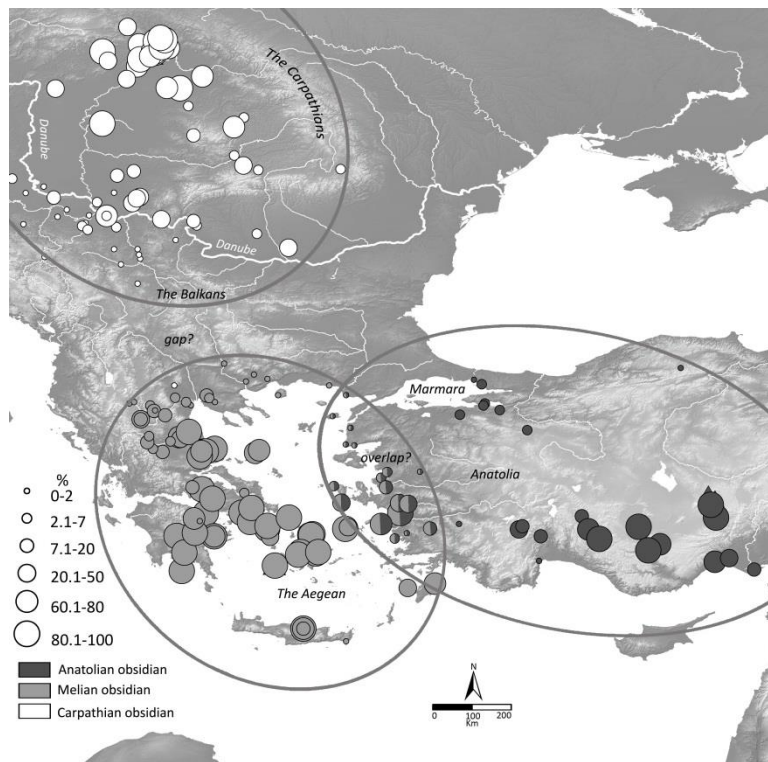 The Carpathians
Danube
Danube
The Balkans
gap?
Marmara
overlap?
Anatolia
The Aegean
%
0-2
2.1-7
7.1-20
20.1-50
60.1-80
80.1-100
Anatolian obsidian
Melian obsidian
Carpathian obsidian
N
0 100 200
Km